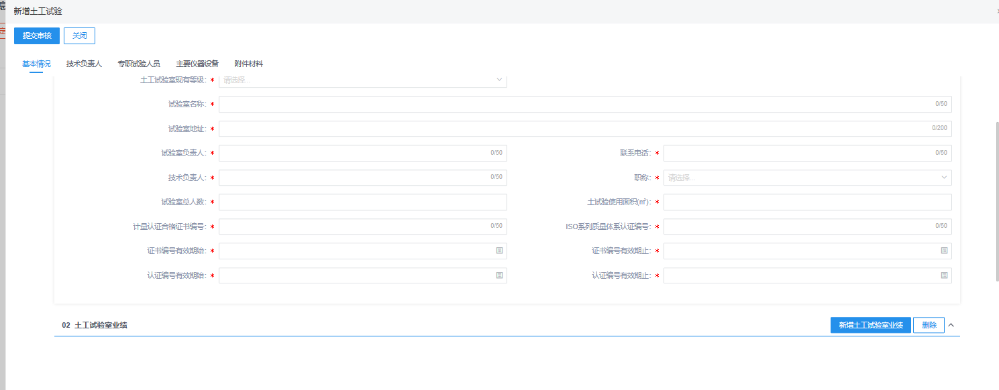 新增土工试验
提交审核 关闭
基本情况 技术负责人 专职试验人员 主要仪器设备 附件材料
土工试验室现有等级: * 请选择...
试验室名称: * 0/50
试验室地址: * 0/200
试验室负责人: * 0/50 联系电话: * 0/50
技术负责人: * 0/50 职称: * 请选择...
试验室总人数: * 土试验使用面积(㎡): *
计量认证合格证书编号: * 0/50 ISO系列质量体系认证编号: * 0/50
证书编号有效期始: * 证书编号有效期止: *
认证编号有效期始: * 认证编号有效期止: *
02 土工试验室业绩 新增土工试验室业绩 删除